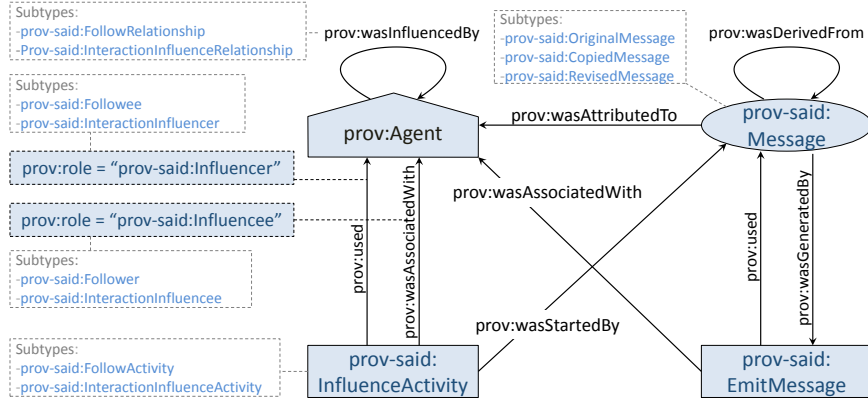 Subtypes:
-prov-said:FollowRelationship
-Prov-said:InteractionInfluenceRelationship
prov:wasInfluencedBy
Subtypes:
-prov-said:OriginalMessage
-prov-said:CopiedMessage
-prov-said:RevisedMessage
prov:wasDerivedFrom
Subtypes:
-prov-said:Followee
-prov-said:InteractionInfluencer
prov:Agent
prov:wasAttributedTo
prov-said:
Message
prov:role = “prov-said:Influencer”
prov:role = “prov-said:Influencee”
prov:used
prov:wasAssociatedWith
prov:wasAssociatedWith
prov:used
prov:wasGeneratedBy
Subtypes:
-prov-said:Follower
-prov-said:InteractionInfluencee
prov:wasStartedBy
Subtypes:
-prov-said:FollowActivity
-prov-said:InteractionInfluenceActivity
prov-said:
InfluenceActivity
prov-said:
EmitMessage